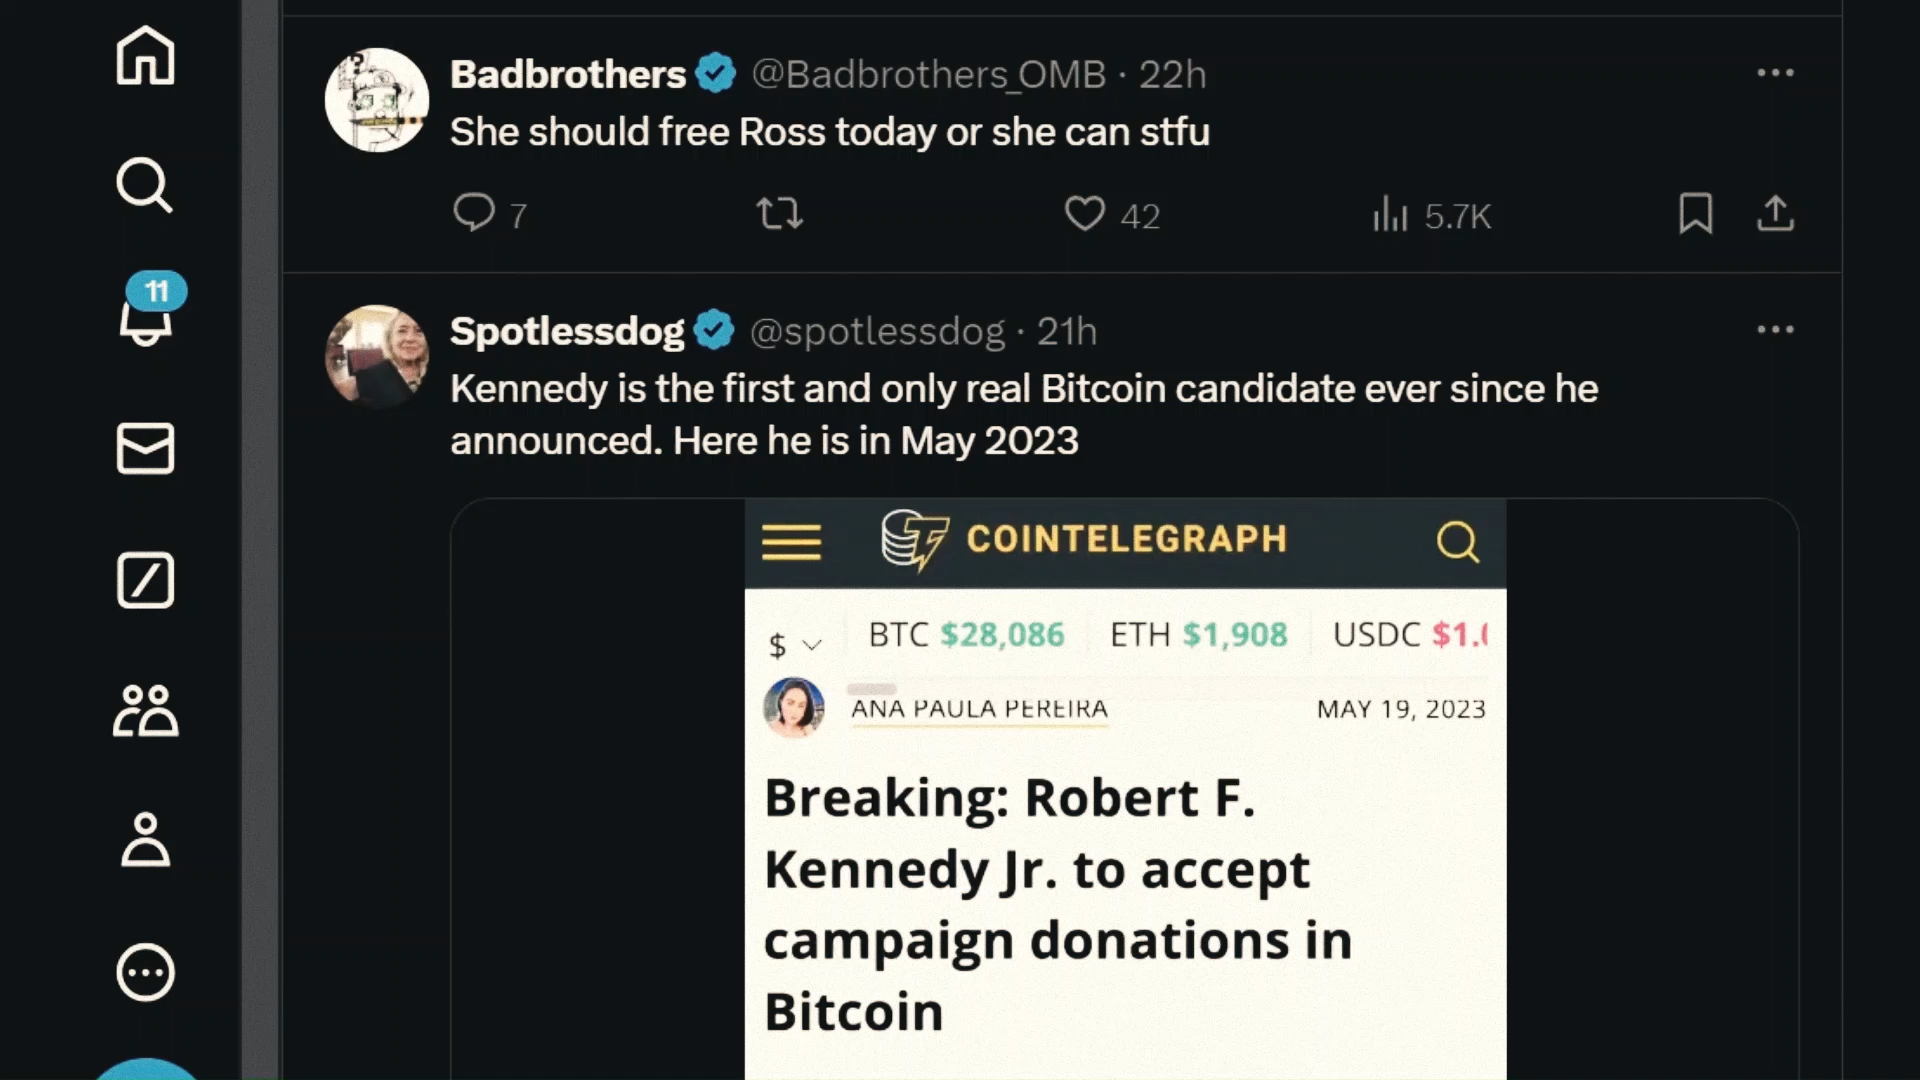 Badbrothers @Badbrothers_OMB · 22h
She should free Ross today or she can stfu
7 42 5.7K
11
Spotlessdog @spotlessdog · 21h
Kennedy is the first and only real Bitcoin candidate ever since he
announced. Here he is in May 2023
COINTELEGRAPH
$ BTC $28,086 ETH $1,908 USDC
ANA PAULA PEREIRA MAY 19, 2023
Breaking: Robert F.
Kennedy Jr. to accept
campaign donations in
Bitcoin